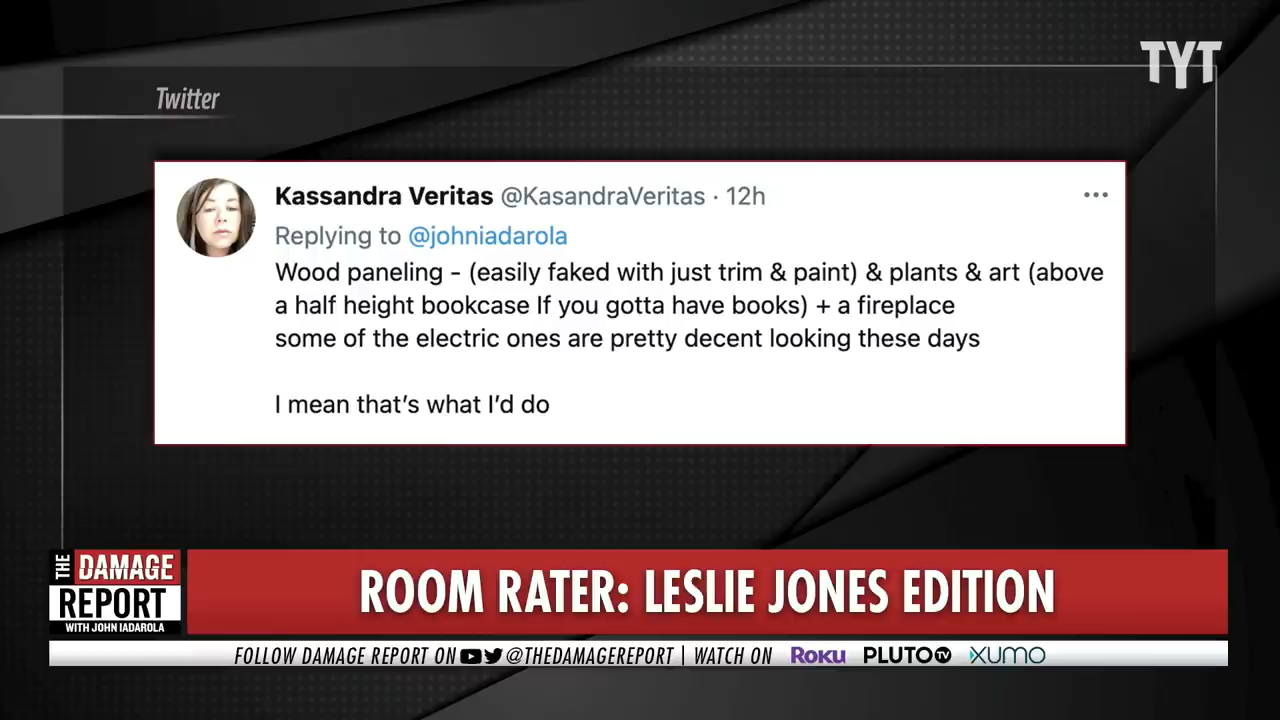 TYT
Twitter
Kassandra Veritas @KasandraVeritas · 12h
Replying to @johniadarola
Wood paneling - (easily faked with just trim & paint) & plants & art (above
a half height bookcase If you gotta have books) + a fireplace
some of the electric ones are pretty decent looking these days
I mean that’s what I’d do
THE DAMAGE
REPORT
WITH JOHN IADAROLA
ROOM RATER: LESLIE JONES EDITION
FOLLOW DAMAGE REPORT ON @THEDAMAGEREPORT | WATCH ON ROKU PLUTO TV XUMO